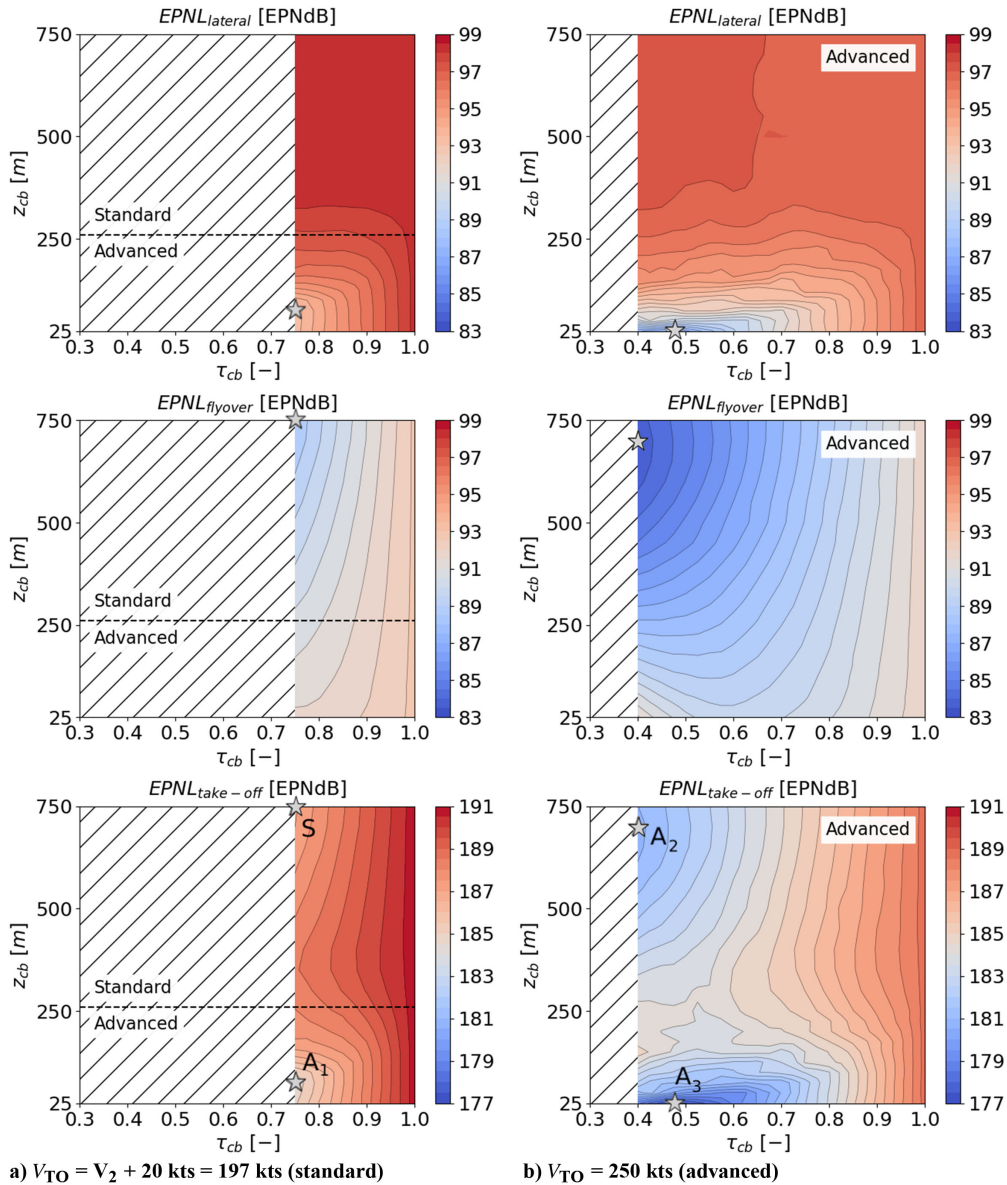 EPNL_lateral [EPNdB]
750
500
250
25
z_cb [m]
Standard
Advanced
0.3 0.4 0.5 0.6 0.7 0.8 0.9 1.0
τ_cb [−]
99
97
95
93
91
89
87
85
83
EPNL_lateral [EPNdB]
Advanced
750
500
250
25
z_cb [m]
0.3 0.4 0.5 0.6 0.7 0.8 0.9 1.0
τ_cb [−]
99
97
95
93
91
89
87
85
83
EPNL_flyover [EPNdB]
750
500
250
25
z_cb [m]
Standard
Advanced
0.3 0.4 0.5 0.6 0.7 0.8 0.9 1.0
τ_cb [−]
99
97
95
93
91
89
87
85
83
EPNL_flyover [EPNdB]
Advanced
750
500
250
25
z_cb [m]
0.3 0.4 0.5 0.6 0.7 0.8 0.9 1.0
τ_cb [−]
99
97
95
93
91
89
87
85
83
EPNL_take−off [EPNdB]
750
500
250
25
z_cb [m]
S
Standard
Advanced
A_1
0.3 0.4 0.5 0.6 0.7 0.8 0.9 1.0
τ_cb [−]
191
189
187
185
183
181
179
177
EPNL_take−off [EPNdB]
Advanced
750
500
250
25
z_cb [m]
A_2
A_3
0.3 0.4 0.5 0.6 0.7 0.8 0.9 1.0
τ_cb [−]
191
189
187
185
183
181
179
177
a) V_TO = V_2 + 20 kts = 197 kts (standard)
b) V_TO = 250 kts (advanced)